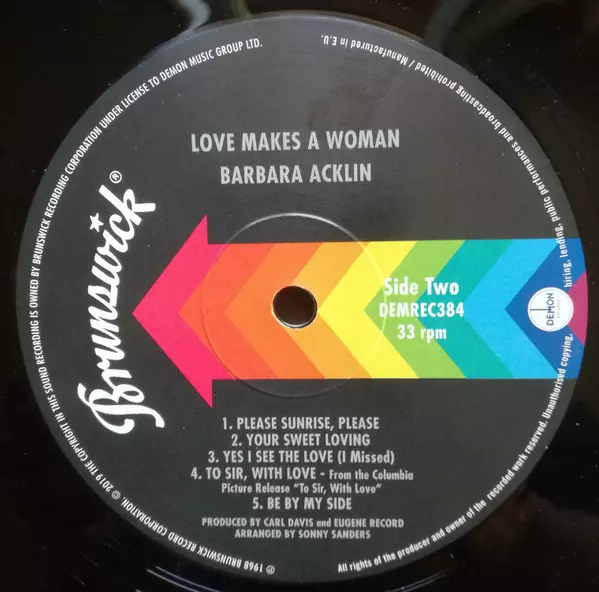 LOVE MAKES A WOMAN
BARBARA ACKLIN
Brunswick®
Side Two
DEMREC384
33 rpm
DEMON
1. PLEASE SUNRISE, PLEASE
2. YOUR SWEET LOVING
3. YES I SEE THE LOVE (I Missed)
4. TO SIR, WITH LOVE - From the Columbia
Picture Release "To Sir, With Love"
5. BE BY MY SIDE
PRODUCED BY CARL DAVIS and EUGENE RECORD
ARRANGED BY SONNY SANDERS
℗ 1968 BRUNSWICK RECORD CORPORATION. © 2019 THE COPYRIGHT IN THIS SOUND RECORDING IS OWNED BY BRUNSWICK RECORDING CORPORATION UNDER LICENSE TO DEMON MUSIC GROUP LTD.
All rights of the producer and owner of the recorded work reserved. Unauthorised copying, hiring, lending, public performances and broadcasting prohibited / Manufactured in E.U.